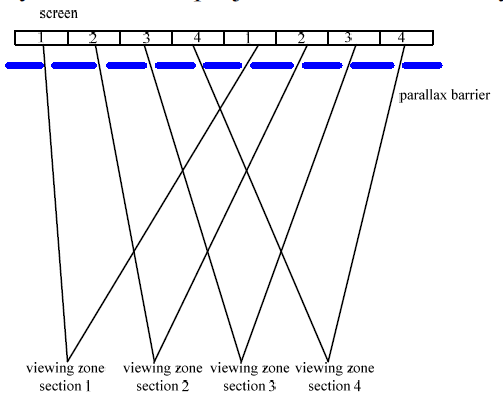 screen
1 2 3 4 1 2 3 4
parallax barrier
viewing zone viewing zone viewing zone viewing zone
section 1 section 2 section 3 section 4